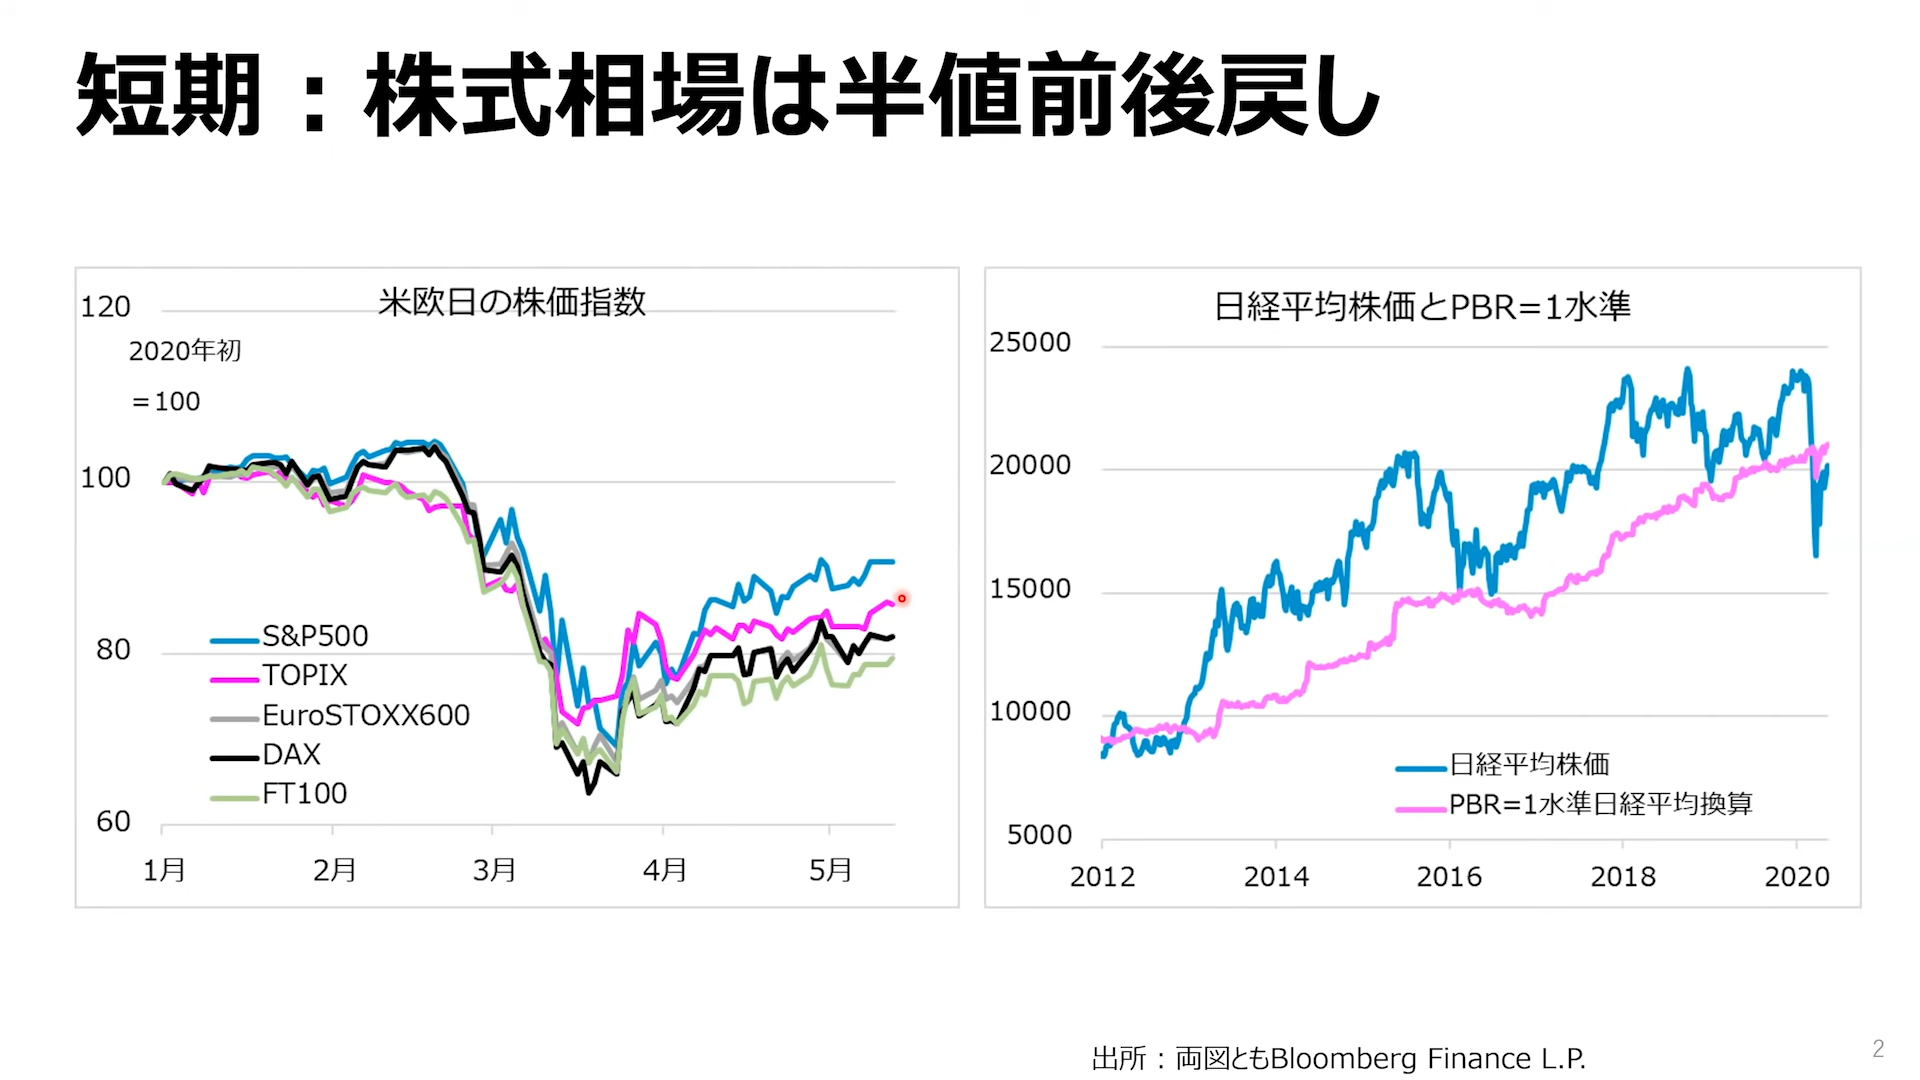 短期：株式相場は半値前後戻し
米欧日の株価指数
120
2020年初
＝100
100
80
60
S&P500
TOPIX
EuroSTOXX600
DAX
FT100
1月 2月 3月 4月 5月
日経平均株価とPBR=1水準
25000
20000
15000
10000
5000
日経平均株価
PBR=1水準日経平均換算
2012 2014 2016 2018 2020
出所：両図ともBloomberg Finance L.P.
2